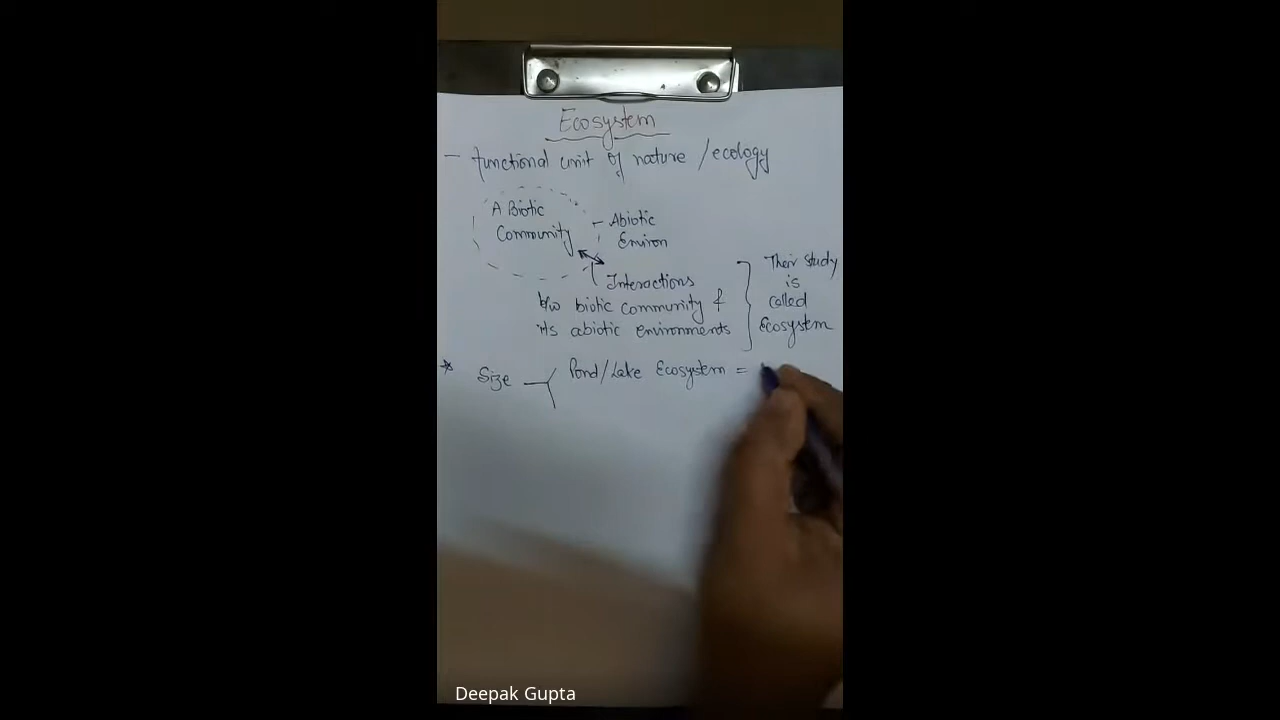 Ecosystem
– functional unit of nature / ecology
A Biotic
Community
– Abiotic
Environ
Interactions
b/w biotic community &
its abiotic environments
Their study
is
called
Ecosystem
* Size
Pond/Lake Ecosystem =
Deepak Gupta